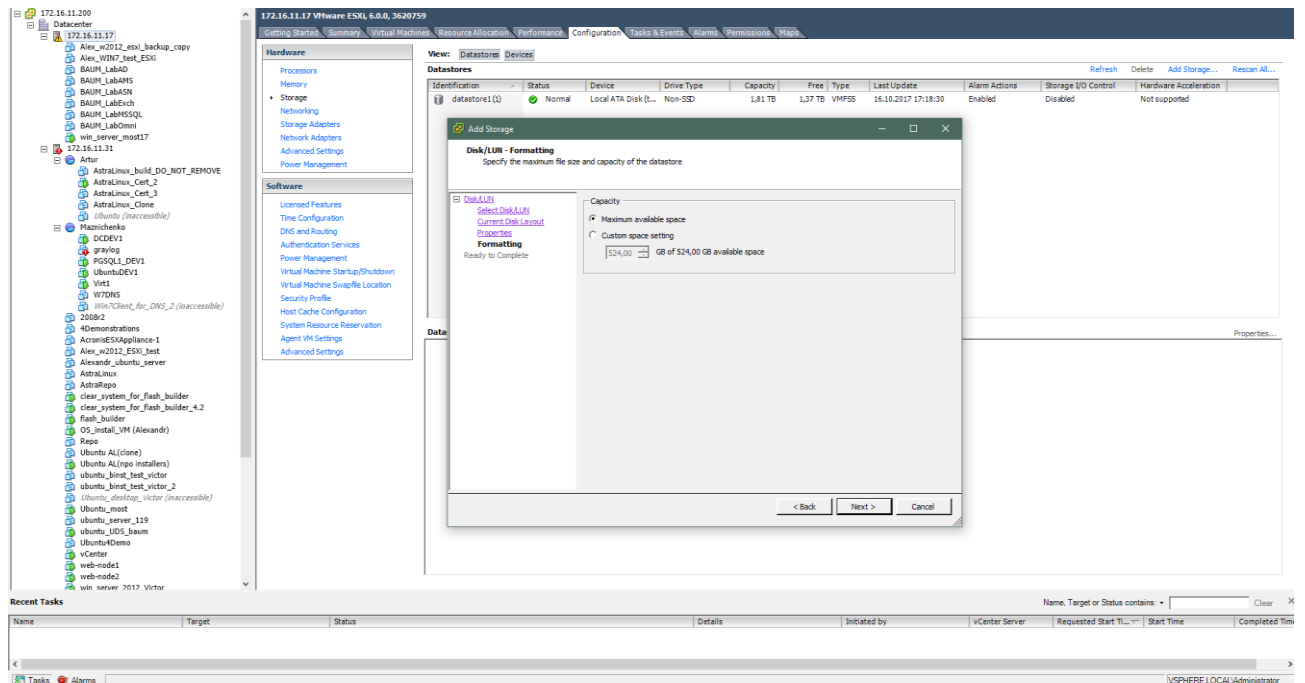 172.16.11.200
Datacenter
172.16.11.17
Alex_w2012_esxi_backup_copy
Alex_WIN7_test_ESXi
BAUM_LabAD
BAUM_LabAMS
BAUM_LabASN
BAUM_LabExch
BAUM_LabMSSQL
BAUM_LabOmni
win_server_most17
172.16.11.31
Artur
AstraLinux_build_DO_NOT_REMOVE
AstraLinux_Cert_2
AstraLinux_Cert_3
AstraLinux_Clone
Ubuntu (inaccessible)
Maznichenko
DCDEV1
graylog
PGSQL1_DEV1
UbuntuDEV1
Virt1
W7DNS
Win7Client_for_DNS_2 (inaccessible)
2008r2
4Demonstrations
AcronisESXAppliance-1
Alex_w2012_ESXi_test
Alexandr_ubuntu_server
AstraLinux
AstraRepo
clear_system_for_flash_builder
clear_system_for_flash_builder_4.2
flash_builder
OS_install_VM (Alexandr)
Repo
Ubuntu AL(clone)
Ubuntu AL(npo installers)
ubuntu_binst_test_victor
ubuntu_binst_test_victor_2
Ubuntu_desktop_Victor (inaccessible)
Ubuntu_most
ubuntu_server_119
ubuntu_UDS_baum
Ubuntu4Demo
vCenter
web-node1
web-node2
win_server_2012_Victor
172.16.11.17 VMware ESXi, 6.0.0, 3620759
Getting Started Summary Virtual Machines Resource Allocation Performance Configuration Tasks & Events Alarms Permissions Maps
Hardware
Processors
Memory
Storage
Networking
Storage Adapters
Network Adapters
Advanced Settings
Power Management
Software
Licensed Features
Time Configuration
DNS and Routing
Authentication Services
Power Management
Virtual Machine Startup/Shutdown
Virtual Machine Swapfile Location
Security Profile
Host Cache Configuration
System Resource Reservation
Agent VM Settings
Advanced Settings
View: Datastores Devices
Datastores Refresh Delete Add Storage... Rescan All...
Identification Status Device Drive Type Capacity Free Type Last Update Alarm Actions Storage I/O Control Hardware Acceleration
datastore1 (1) Normal Local ATA Disk (t... Non-SSD 1,81 TB 1,37 TB VMFS5 16.10.2017 17:18:30 Enabled Disabled Not supported
Data
Properties...
Add Storage
Disk/LUN - Formatting
Specify the maximum file size and capacity of the datastore
Disk/LUN
Select Disk/LUN
Current Disk Layout
Properties
Formatting
Ready to Complete
Capacity
Maximum available space
Custom space setting
524,00 GB of 524,00 GB available space
< Back Next > Cancel
Recent Tasks Name, Target or Status contains: Clear
Name Target Status Details Initiated by vCenter Server Requested Start Ti... Start Time Completed Time
Tasks Alarms VSPHERE.LOCAL\Administrator